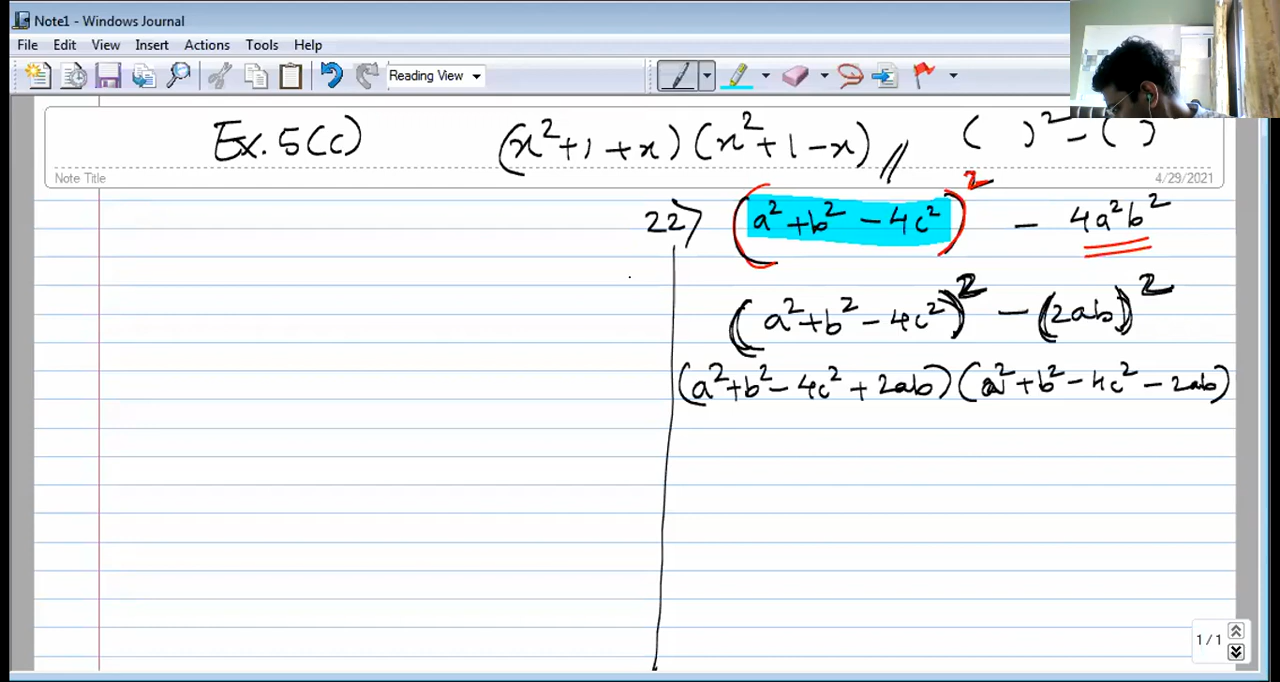 Note1 - Windows Journal
File Edit View Insert Actions Tools Help
Reading View
Ex. 5(c) (x²+1+x)(x²+1-x)// ( )² - ( )²
Note Title 4/29/2021
22> (a²+b²-4c²)² - 4a²b²
(a²+b²-4c²)² - (2ab)²
(a²+b²-4c²+2ab)(a²+b²-4c²-2ab)
1/1